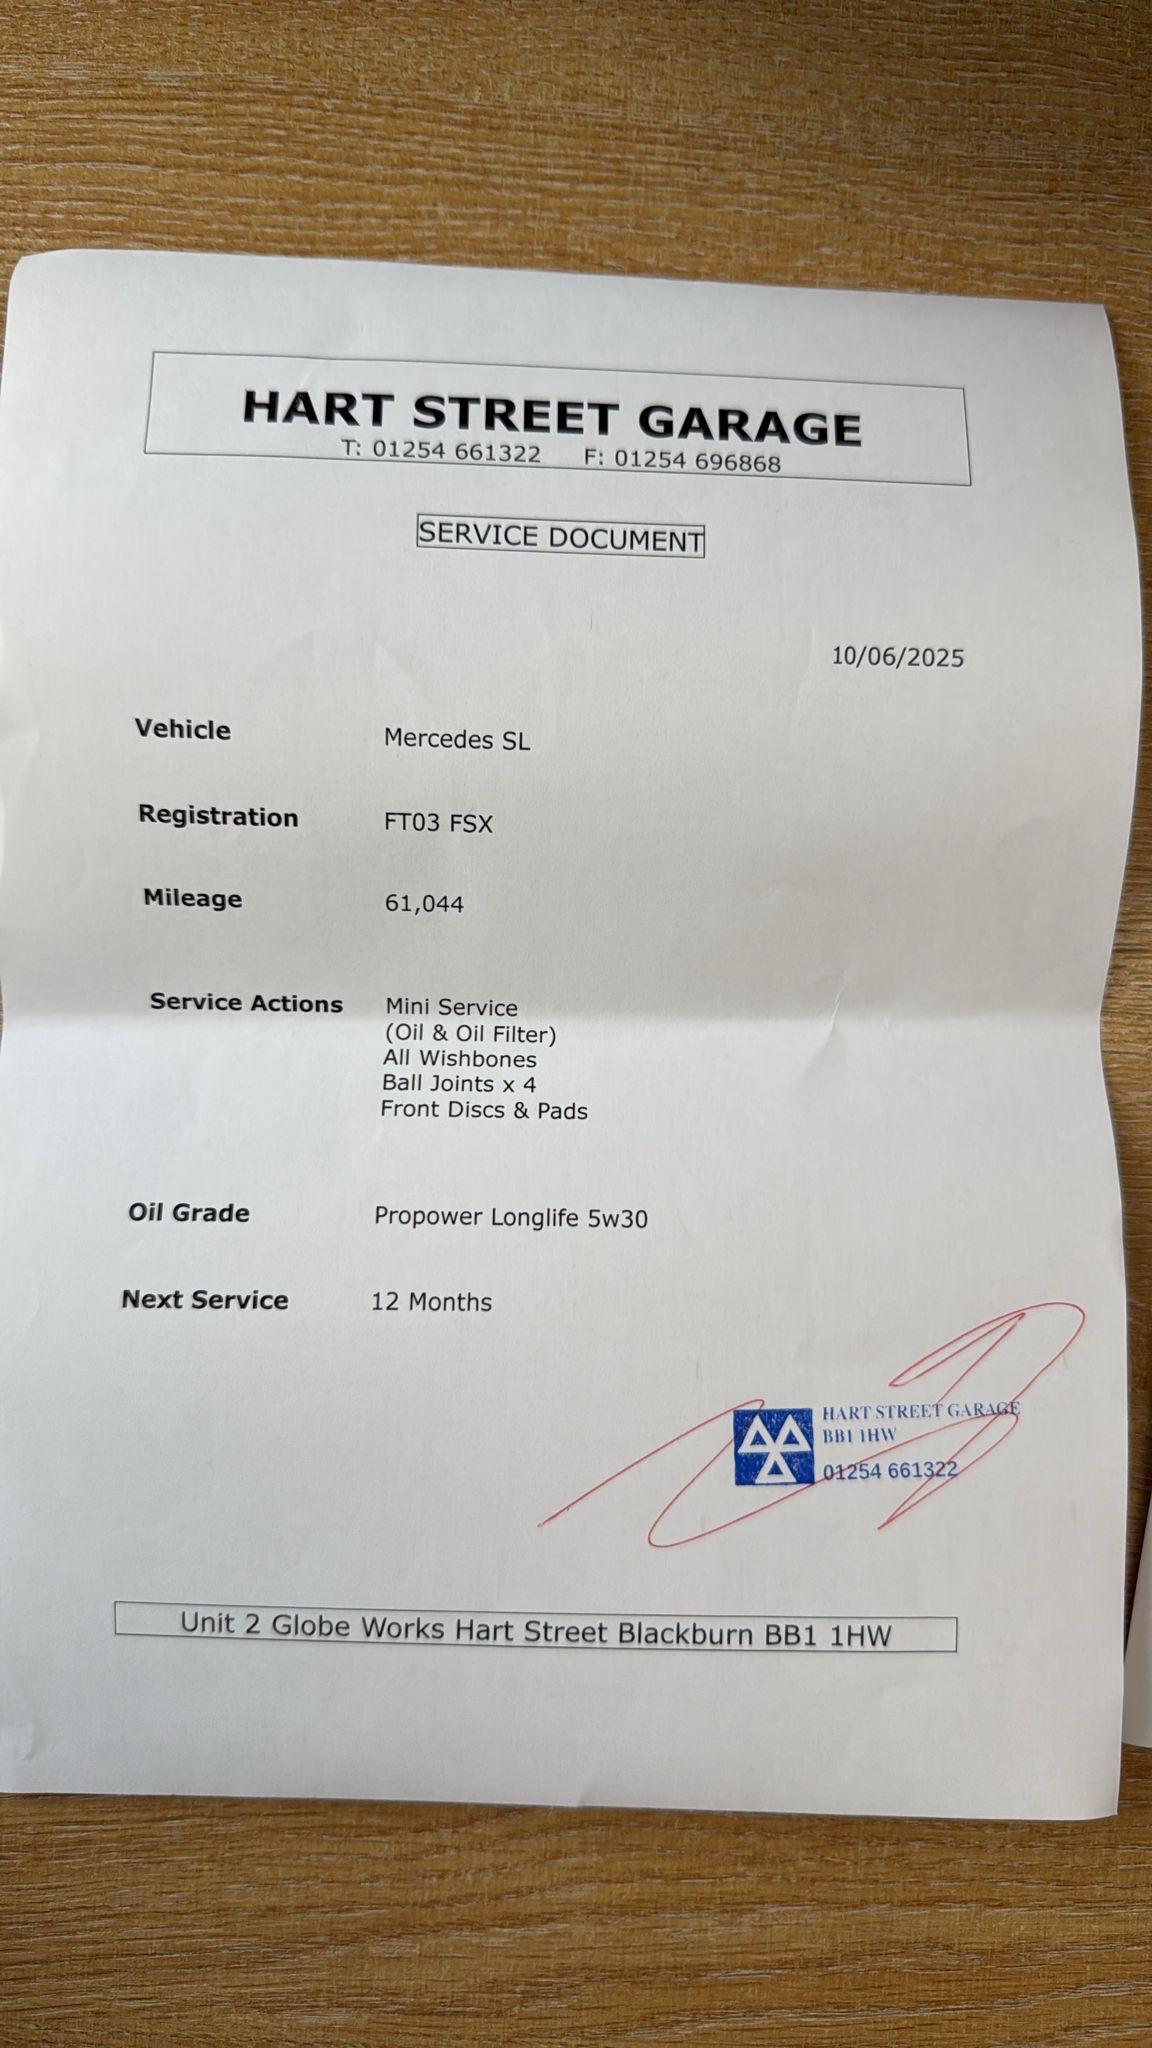 HART STREET GARAGE
T: 01254 661322 F: 01254 696868
SERVICE DOCUMENT
10/06/2025
Vehicle Mercedes SL
Registration FT03 FSX
Mileage 61,044
Service Actions Mini Service
(Oil & Oil Filter)
All Wishbones
Ball Joints x 4
Front Discs & Pads
Oil Grade Propower Longlife 5w30
Next Service 12 Months
HART STREET GARAGE
BB1 1HW
01254 661322
Unit 2 Globe Works Hart Street Blackburn BB1 1HW